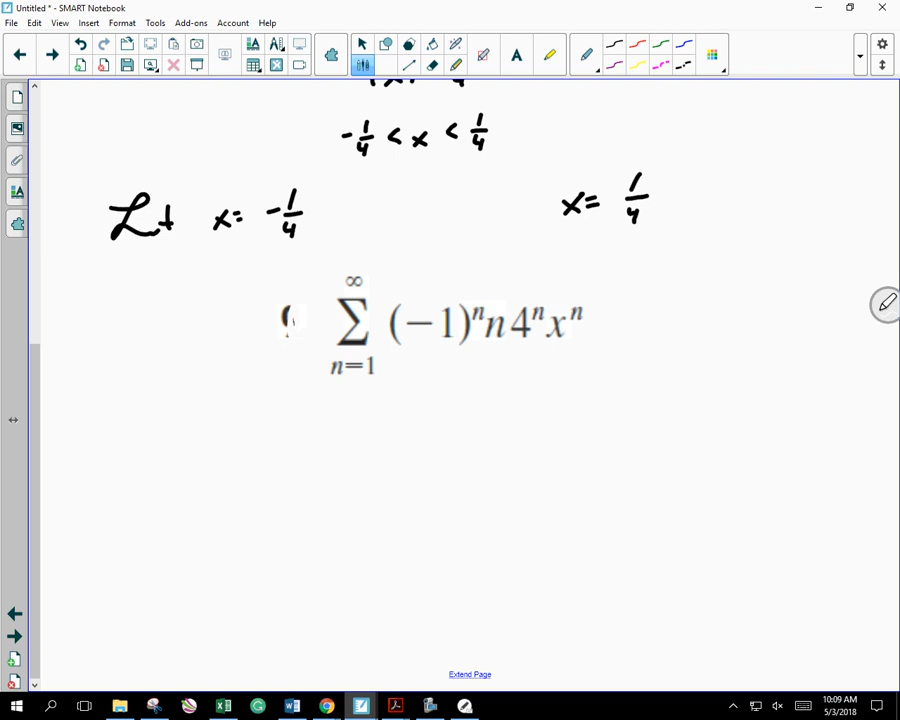 Untitled * - SMART Notebook
File Edit View Insert Format Tools Add-ons Account Help
-1/4 < x < 1/4
Let x= -1/4 x= 1/4
∞
∑ (−1)ⁿn4ⁿxⁿ
n=1
Extend Page
10:09 AM
5/3/2018